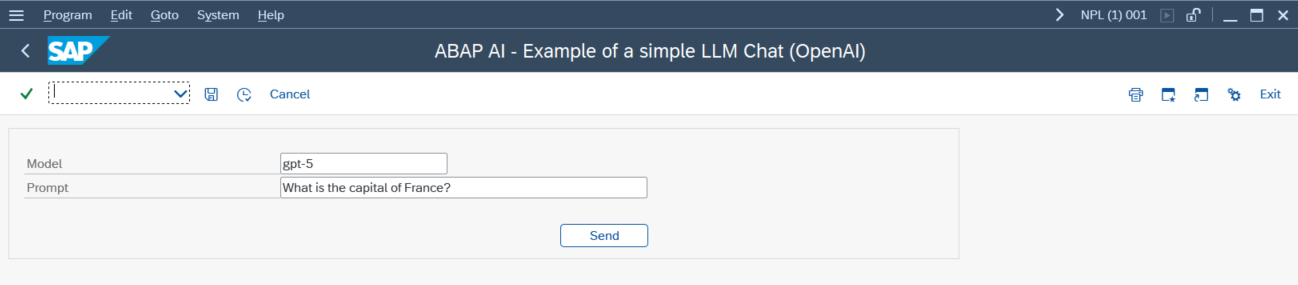 Program Edit Goto System Help NPL (1) 001
SAP ABAP AI - Example of a simple LLM Chat (OpenAI)
Cancel Exit
Model gpt-5
Prompt What is the capital of France?
Send